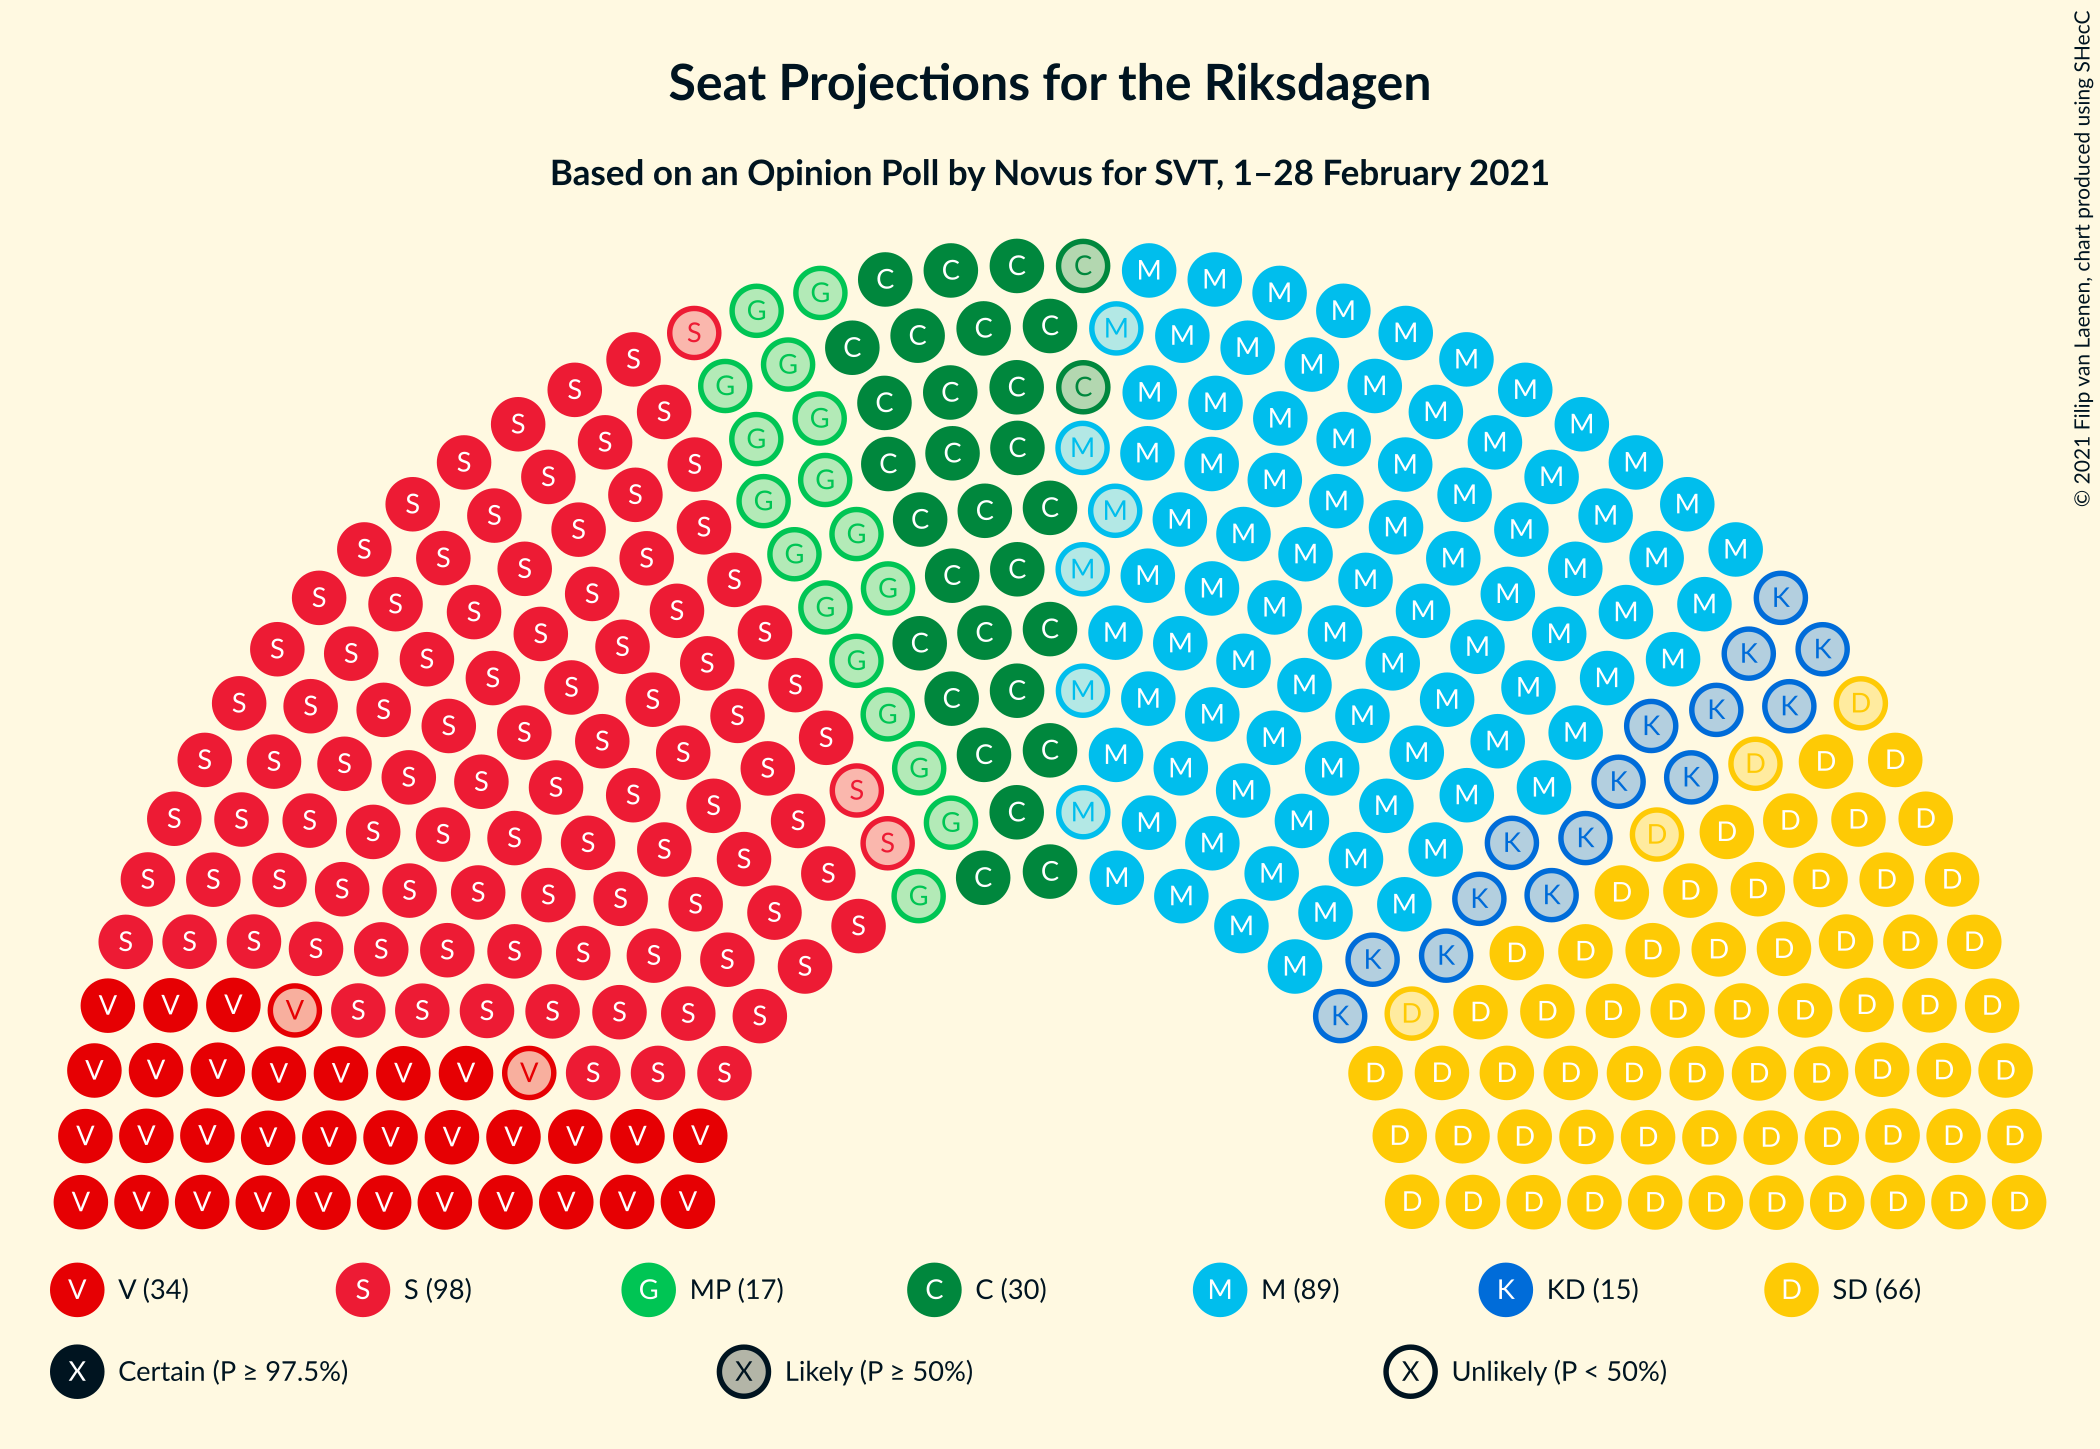 Seat Projections for the Riksdagen
Based on an Opinion Poll by Novus for SVT, 1–28 February 2021
© 2021 Filip van Laenen, chart produced using SHecC
V V (34) S S (98) G MP (17) C C (30) M M (89) K KD (15) D SD (66)
X Certain (P ≥ 97.5%) X Likely (P ≥ 50%) X Unlikely (P < 50%)